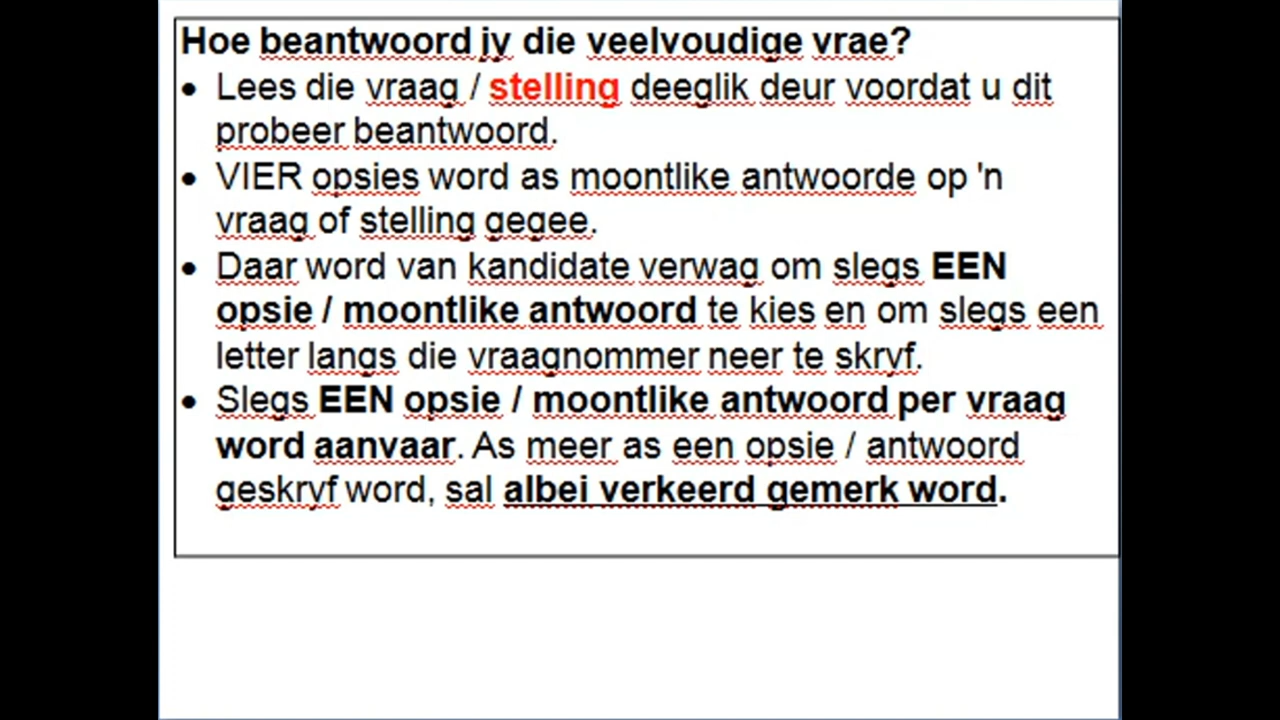 Hoe beantwoord jy die veelvoudige vrae?
• Lees die vraag / stelling deeglik deur voordat u dit
probeer beantwoord.
• VIER opsies word as moontlike antwoorde op 'n
vraag of stelling gegee.
• Daar word van kandidate verwag om slegs EEN
opsie / moontlike antwoord te kies en om slegs een
letter langs die vraagnommer neer te skryf.
• Slegs EEN opsie / moontlike antwoord per vraag
word aanvaar. As meer as een opsie / antwoord
geskryf word, sal albei verkeerd gemerk word.